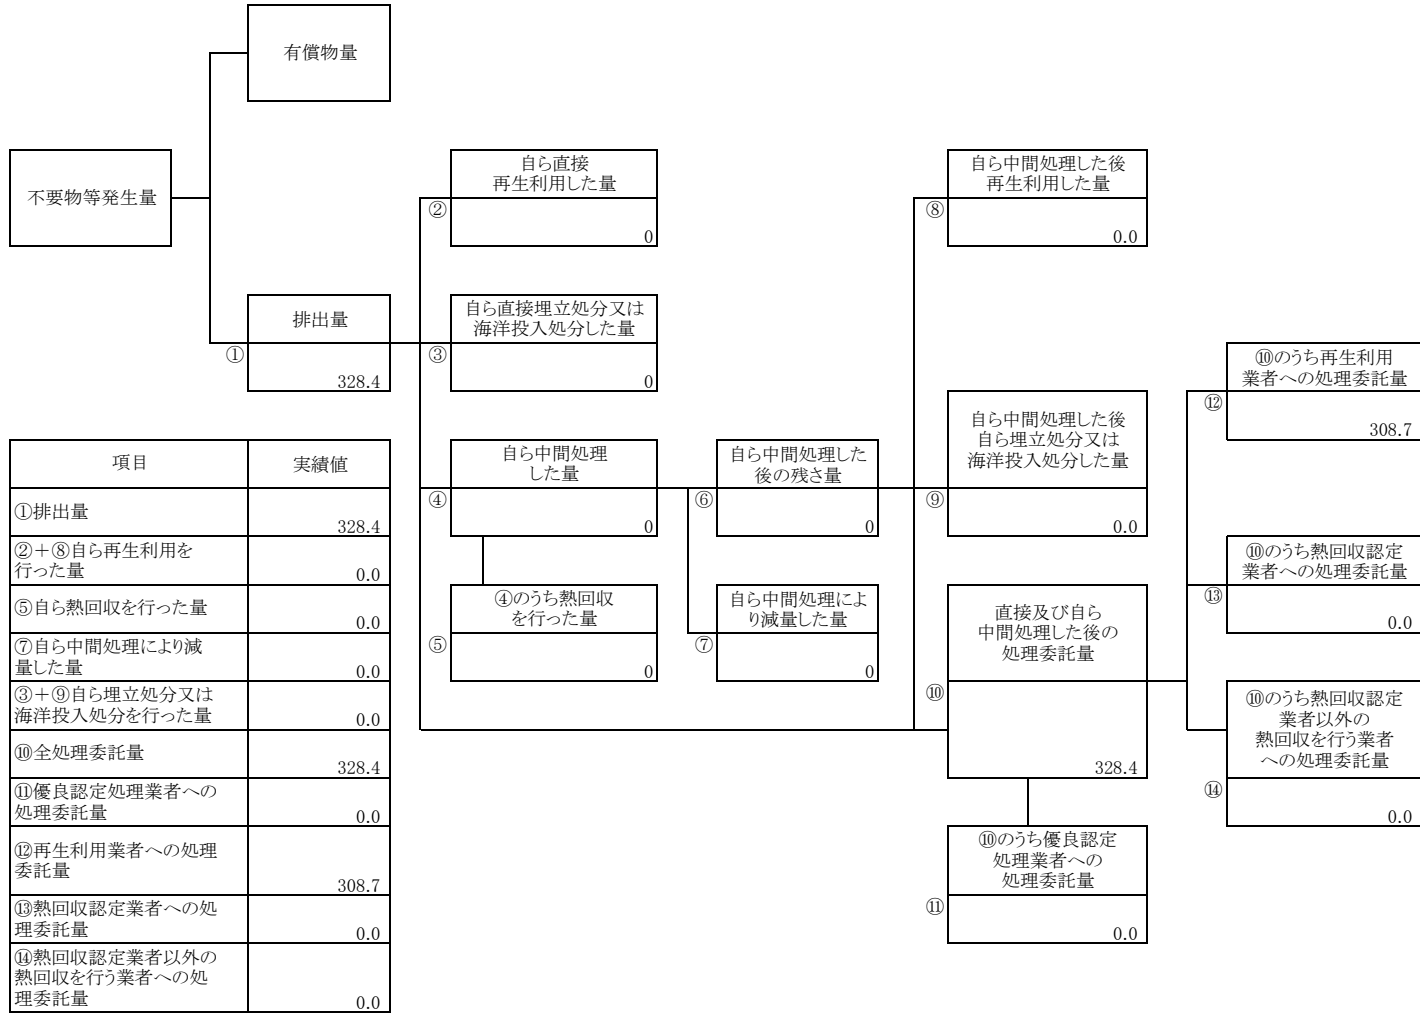 有償物量
不要物等発生量
自ら直接
再生利用した量
②
0
自ら中間処理した後
再生利用した量
⑧
0.0
排出量
①
328.4
自ら直接埋立処分又は
海洋投入処分した量
③
0
⑩のうち再生利用
業者への処理委託量
⑫
308.7
自ら中間処理
した量
④
0
自ら中間処理した
後の残さ量
⑥
0
自ら中間処理した後
自ら埋立処分又は
海洋投入処分した量
⑨
0.0
⑩のうち熱回収認定
業者への処理委託量
⑬
0.0
④のうち熱回収
を行った量
⑤
0
自ら中間処理によ
り減量した量
⑦
0
直接及び自ら
中間処理した後の
処理委託量
⑩
328.4
⑩のうち熱回収認定
業者以外の
熱回収を行う業者
への処理委託量
⑭
0.0
⑩のうち優良認定
処理業者への
処理委託量
⑪
0.0
項目 実績値
①排出量
328.4
②＋⑧自ら再生利用を
行った量
0.0
⑤自ら熱回収を行った量
0.0
⑦自ら中間処理により減
量した量
0.0
③＋⑨自ら埋立処分又は
海洋投入処分を行った量
0.0
⑩全処理委託量
328.4
⑪優良認定処理業者への
処理委託量
0.0
⑫再生利用業者への処理
委託量
308.7
⑬熱回収認定業者への処
理委託量
0.0
⑭熱回収認定業者以外の
熱回収を行う業者への処
理委託量
0.0